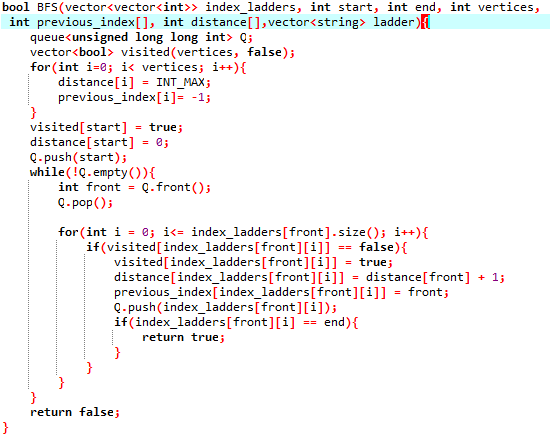 bool BFS(vector<vector<int>> index_ladders, int start, int end, int vertices,
int previous_index[], int distance[],vector<string> ladder){
queue<unsigned long long int> Q;
vector<bool> visited(vertices, false);
for(int i=0; i< vertices; i++){
distance[i] = INT_MAX;
previous_index[i]= -1;
}
visited[start] = true;
distance[start] = 0;
Q.push(start);
while(!Q.empty()){
int front = Q.front();
Q.pop();
for(int i = 0; i<= index_ladders[front].size(); i++){
if(visited[index_ladders[front][i]] == false){
visited[index_ladders[front][i]] = true;
distance[index_ladders[front][i]] = distance[front] + 1;
previous_index[index_ladders[front][i]] = front;
Q.push(index_ladders[front][i]);
if(index_ladders[front][i] == end){
return true;
}
}
}
}
return false;
}